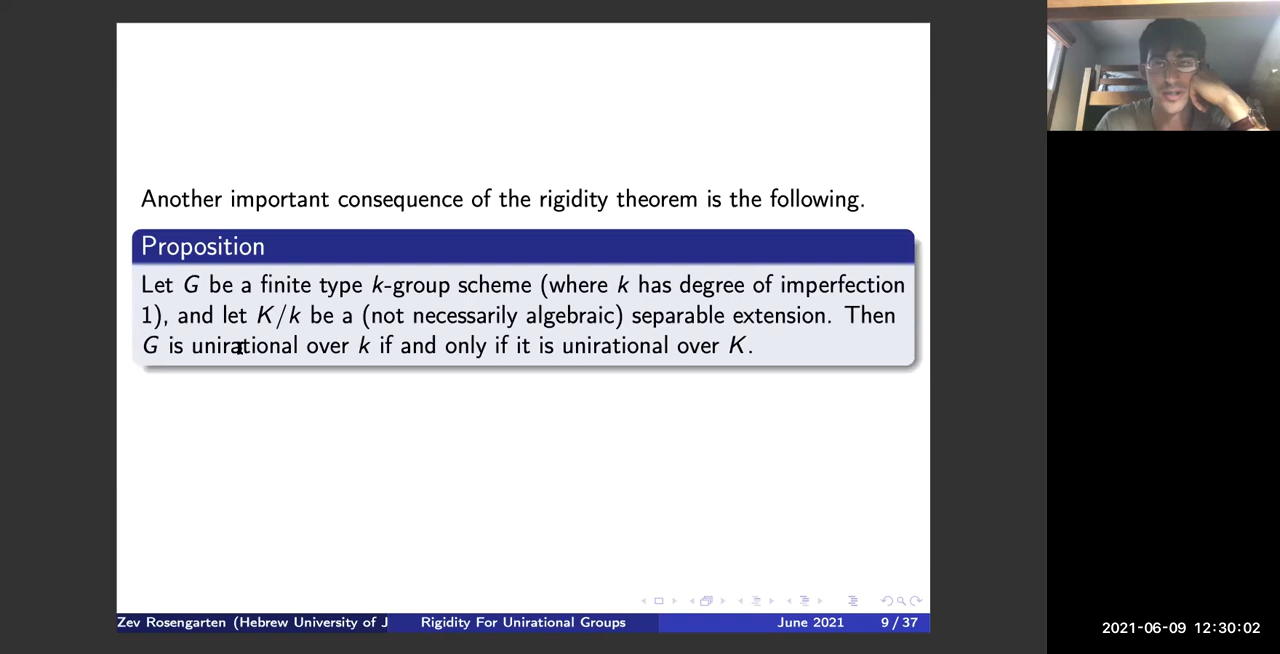 Another important consequence of the rigidity theorem is the following.
Proposition
Let G be a finite type k-group scheme (where k has degree of imperfection
1), and let K/k be a (not necessarily algebraic) separable extension. Then
G is unirational over k if and only if it is unirational over K.
Zev Rosengarten (Hebrew University of J
Rigidity For Unirational Groups
June 2021
9 / 37
2021-06-09 12:30:02